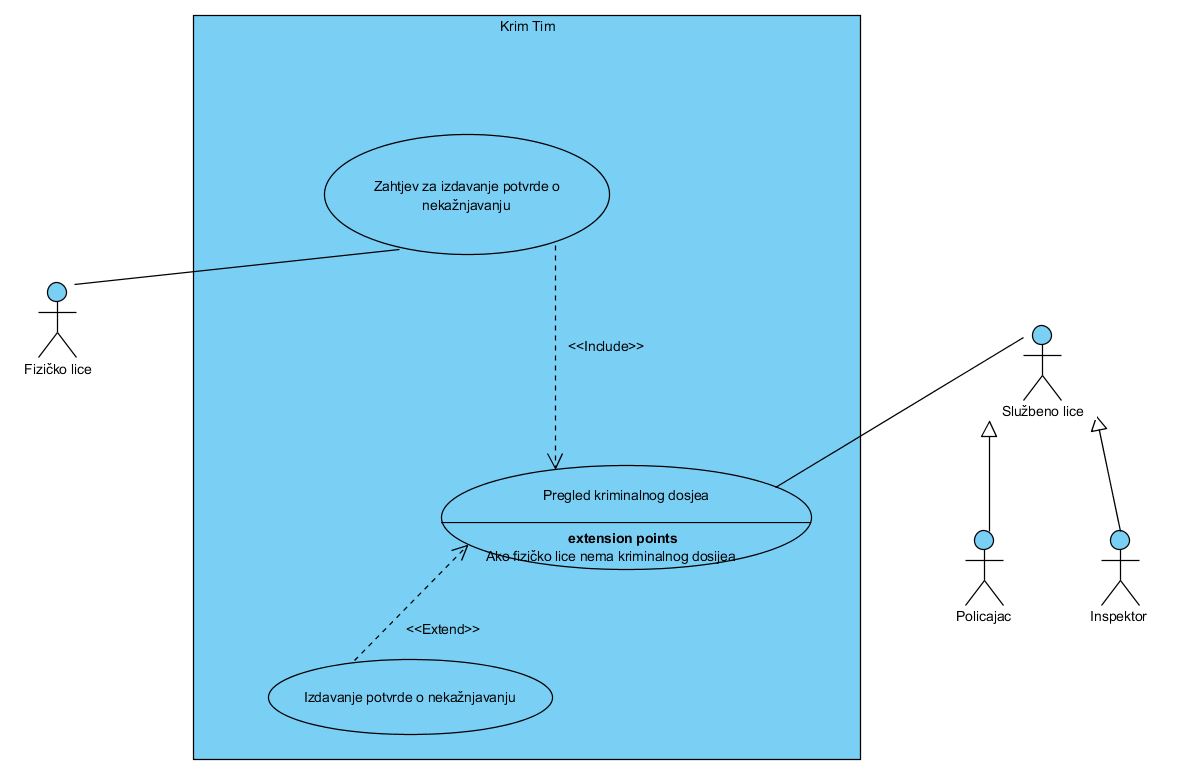 Krim Tim
Zahtjev za izdavanje potvrde o
nekažnjavanju
Fizičko lice
<<Include>>
Službeno lice
Pregled kriminalnog dosjea
extension points
Ako fizičko lice nema kriminalnog dosijea
Policajac
Inspektor
<<Extend>>
Izdavanje potvrde o nekažnjavanju